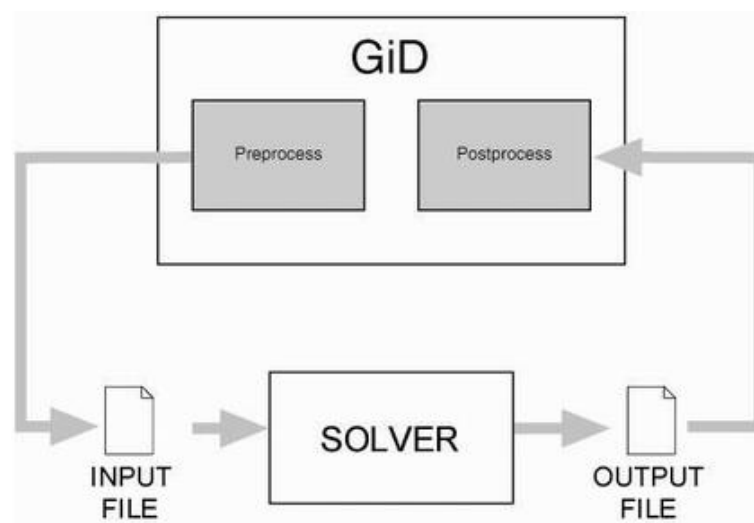 GiD
Preprocess
Postprocess
SOLVER
INPUT
FILE
OUTPUT
FILE